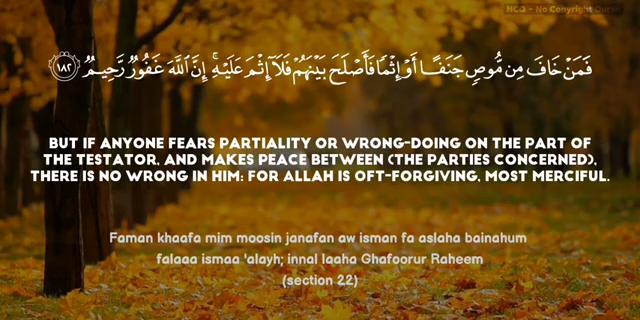 NCQ - No Copyright Quran
فَمَنْ خَافَ مِن مُّوصٍ جَنَفًا أَوْ إِثْمًا فَأَصْلَحَ بَيْنَهُمْ فَلَآ إِثْمَ عَلَيْهِ ۚ إِنَّ ٱللَّهَ غَفُورٌ رَّحِيمٌ ١٨٢
BUT IF ANYONE FEARS PARTIALITY OR WRONG-DOING ON THE PART OF
THE TESTATOR, AND MAKES PEACE BETWEEN (THE PARTIES CONCERNED),
THERE IS NO WRONG IN HIM: FOR ALLAH IS OFT-FORGIVING, MOST MERCIFUL.
Faman khaafa mim moosin janafan aw isman fa aslaha bainahum
falaaa ismaa 'alayh; innal laaha Ghafoorur Raheem
(section 22)